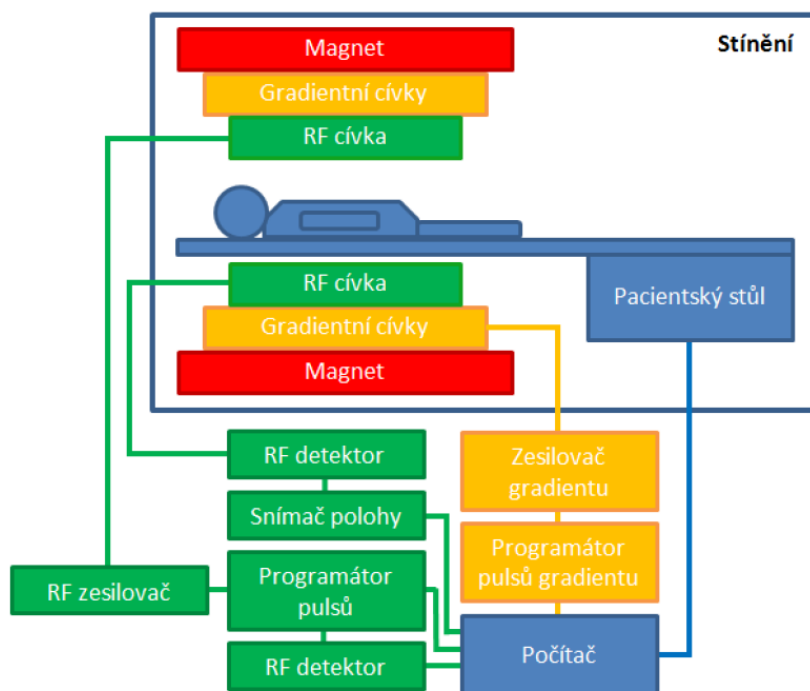 Stínění
Magnet
Gradientní cívky
RF cívka
RF cívka
Pacientský stůl
Gradientní cívky
Magnet
RF detektor
Zesilovač
gradientu
Snímač polohy
Programátor
pulsů gradientu
RF zesilovač
Programátor
pulsů
Počítač
RF detektor